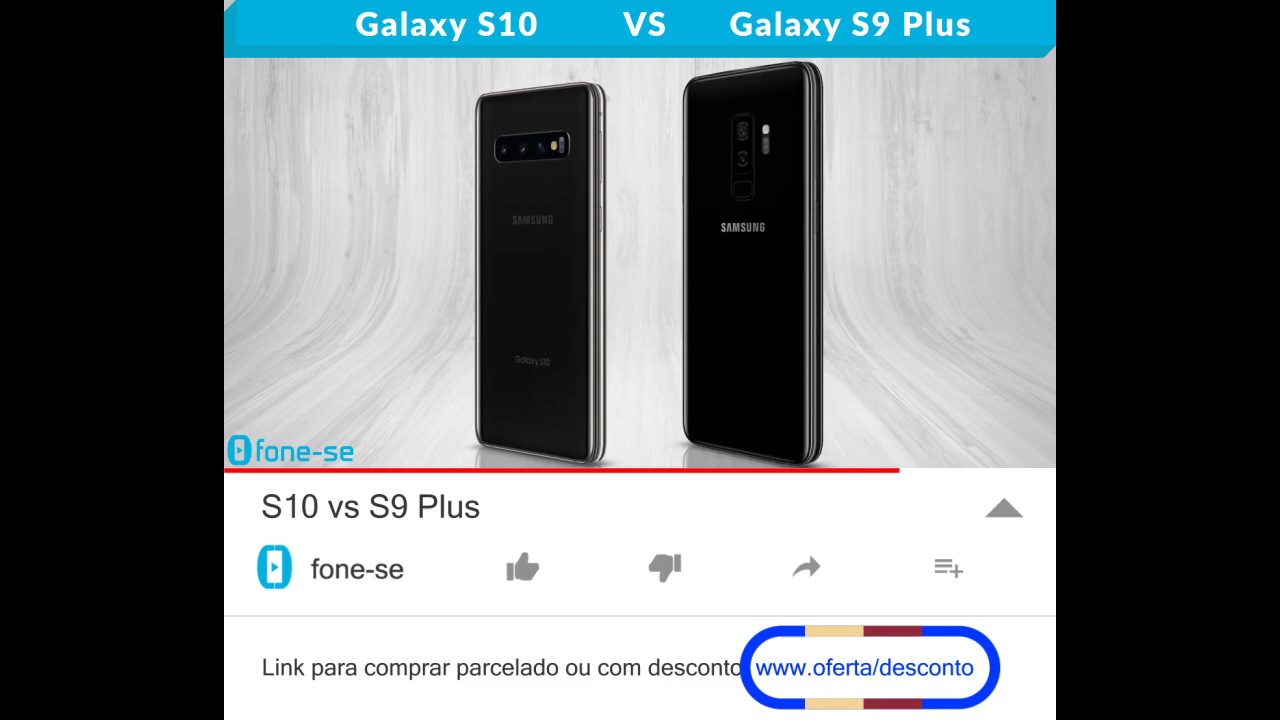 Galaxy S10 VS Galaxy S9 Plus
SAMSUNG
SAMSUNG
Galaxy S10
fone-se
S10 vs S9 Plus
fone-se
Link para comprar parcelado ou com desconto www.oferta/desconto